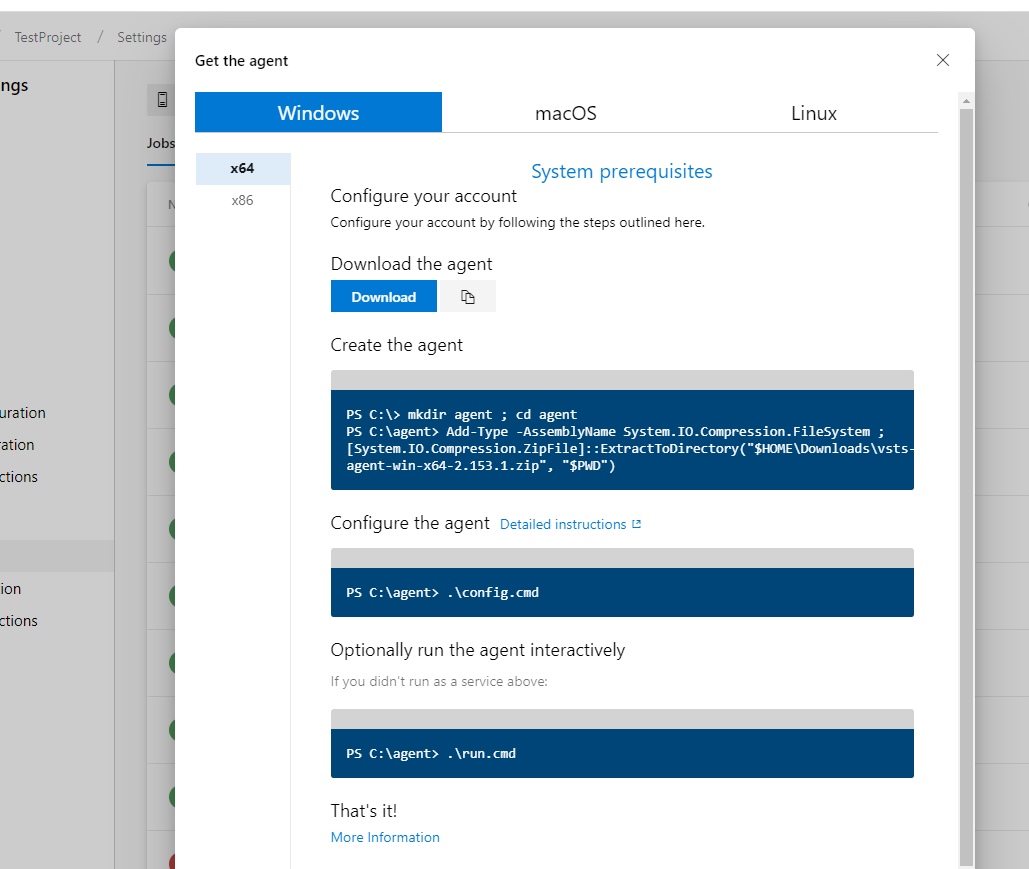 / TestProject / Settings
ngs
Get the agent
Windows
macOS
Linux
Jobs
x64
x86
System prerequisites
Configure your account
Configure your account by following the steps outlined here.
Download the agent
Download
Create the agent
PS C:\> mkdir agent ; cd agent
PS C:\agent> Add-Type -AssemblyName System.IO.Compression.FileSystem ;
[System.IO.Compression.ZipFile]::ExtractToDirectory("$HOME\Downloads\vsts-
agent-win-x64-2.153.1.zip", "$PWD")
Configure the agent Detailed instructions
PS C:\agent> .\config.cmd
Optionally run the agent interactively
If you didn't run as a service above:
PS C:\agent> .\run.cmd
That's it!
More Information
uration
ration
ctions
ion
ctions